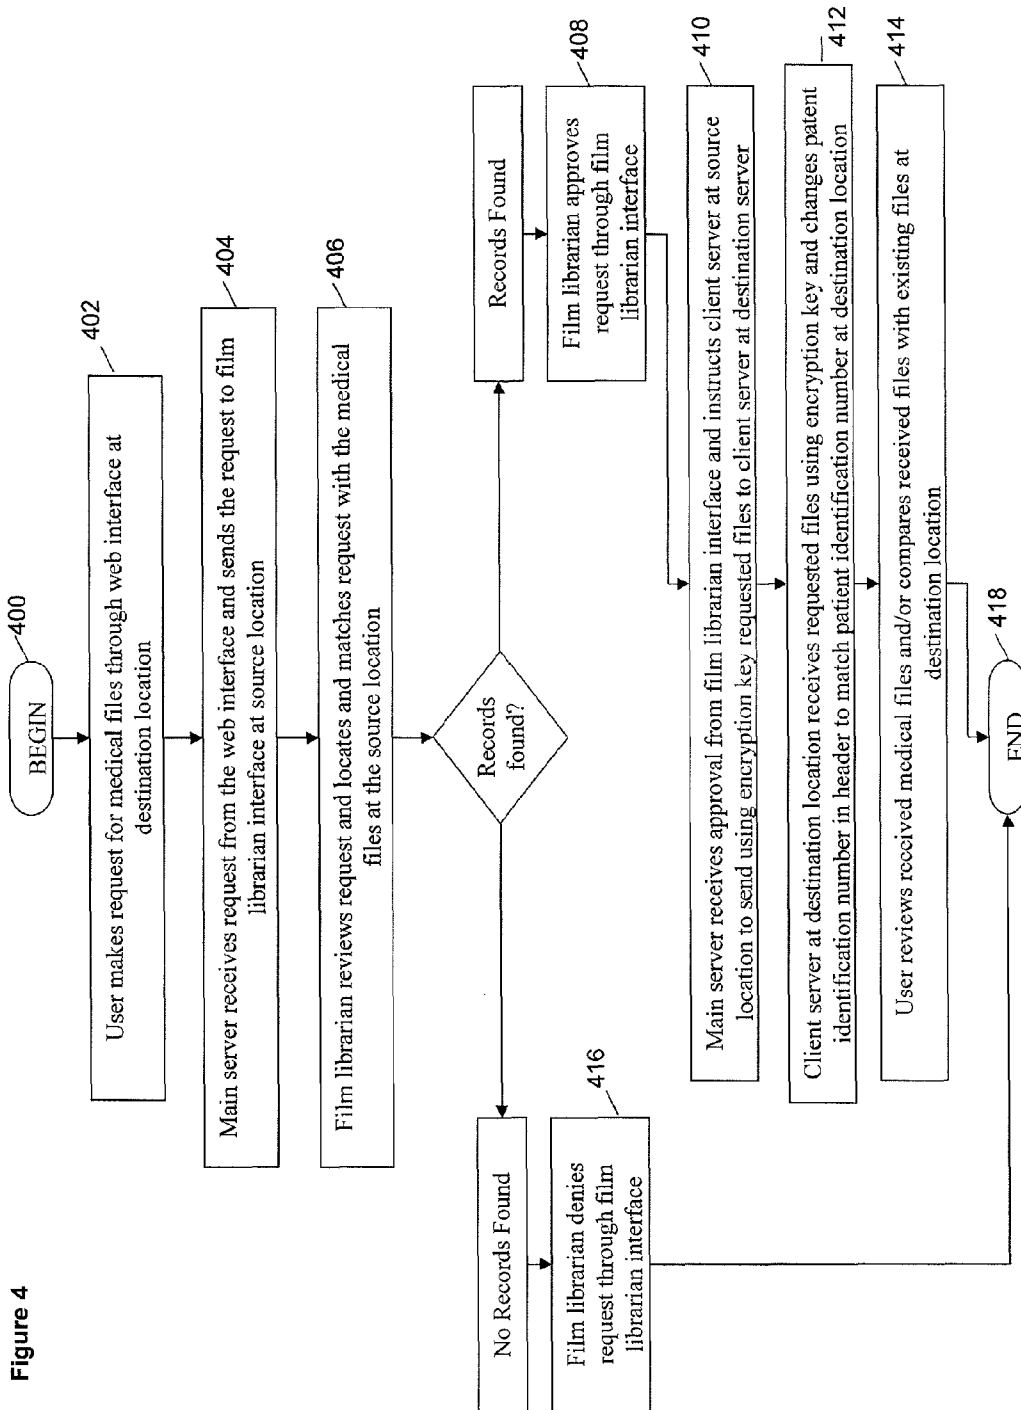 Figure 4
BEGIN
400
User makes request for medical files through web interface at
destination location
402
Main server receives request from the web interface and sends the request to film
librarian interface at source location
404
Film librarian reviews request and locates and matches request with the medical
files at the source location
406
Records
found?
No Records Found
Film librarian denies
request through film
librarian interface
416
Records Found
Film librarian approves
request through film
librarian interface
408
Main server receives approval from film librarian interface and instructs client server at source
location to send using encryption key requested files to client server at destination server
410
Client server at destination location receives requested files using encryption key and changes patent
identification number in header to match patient identification number at destination location
412
User reviews received medical files and/or compares received files with existing files at
destination location
414
END
418